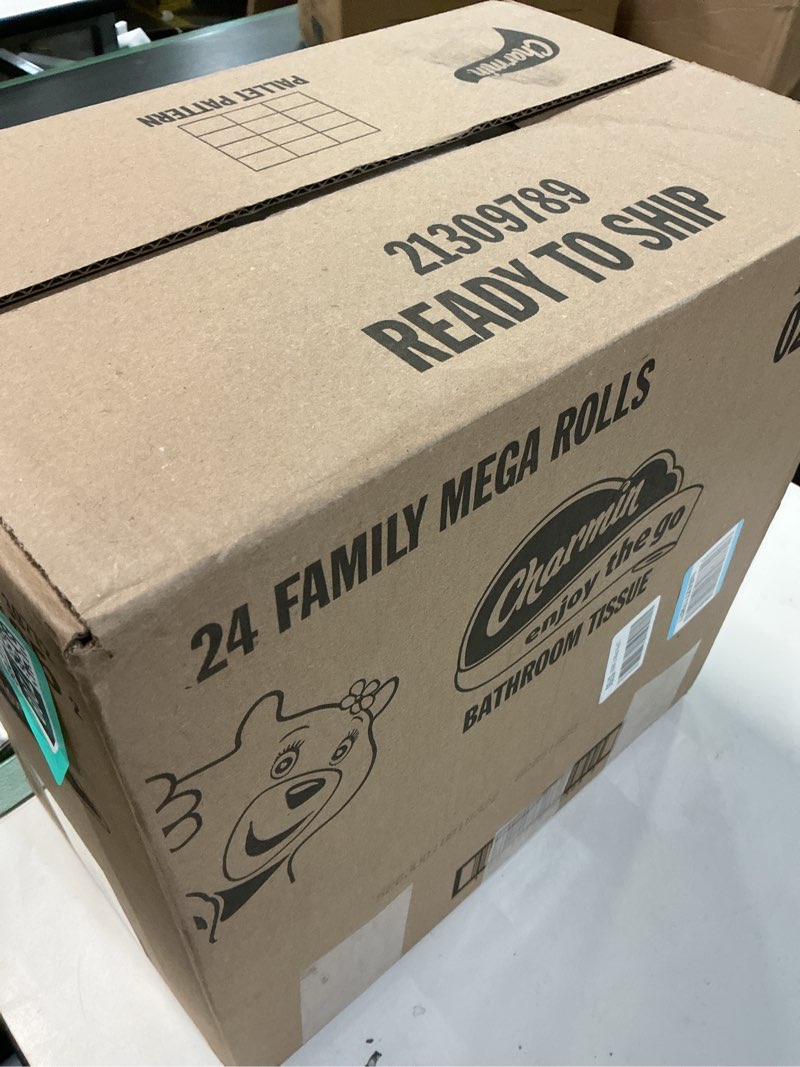 Charmin
PALLET PATTERN
21309789
READY TO SHIP
24 FAMILY MEGA ROLLS
Charmin
enjoy the go
BATHROOM TISSUE